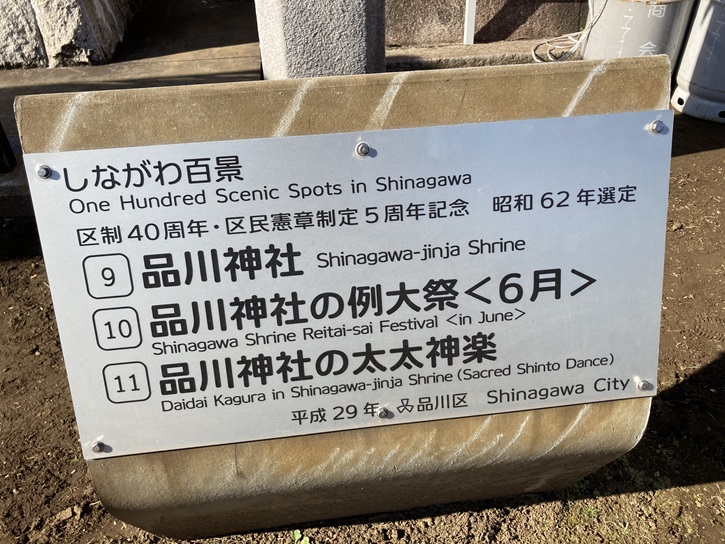 しながわ百景
One Hundred Scenic Spots in Shinagawa
区制40周年・区民憲章制定5周年記念　昭和62年選定
9 品川神社 Shinagawa-jinja Shrine
10 品川神社の例大祭<6月>
Shinagawa Shrine Reitai-sai Festival <in June>
11 品川神社の太太神楽
Daidai Kagura in Shinagawa-jinja Shrine (Sacred Shinto Dance)
平成29年 品川区 Shinagawa City